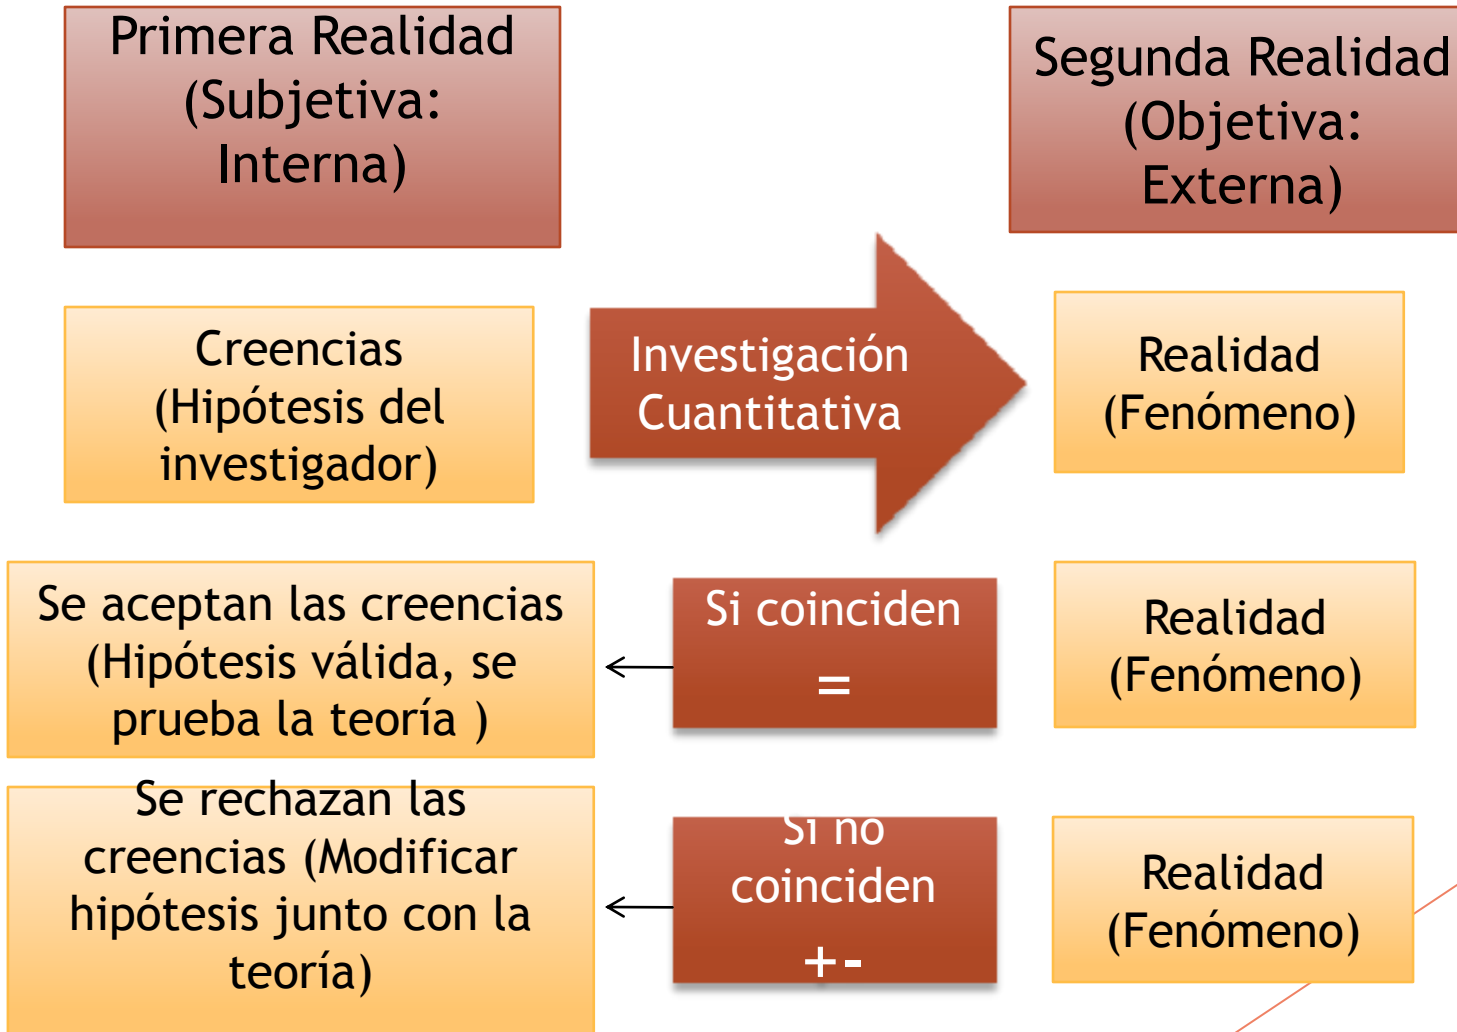 Primera Realidad
(Subjetiva:
Interna)
Segunda Realidad
(Objetiva:
Externa)
Creencias
(Hipótesis del
investigador)
Investigación
Cuantitativa
Realidad
(Fenómeno)
Se aceptan las creencias
(Hipótesis válida, se
prueba la teoría )
Si coinciden
=
Realidad
(Fenómeno)
Se rechazan las
creencias (Modificar
hipótesis junto con la
teoría)
Si no
coinciden
+-
Realidad
(Fenómeno)